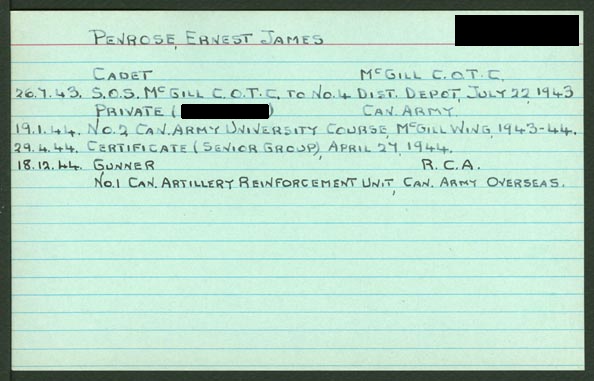 PENROSE, ERNEST JAMES
CADET McGILL C.O.T.C.
26.7.43. S.O.S. McGILL C.O.T.C. TO No.4 DIST. DEPOT, JULY 22, 1943
PRIVATE ( ) CAN. ARMY
19.1.44. No.2 CAN. ARMY UNIVERSITY COURSE, McGILL WING, 1943-44.
29.4.44. CERTIFICATE (SENIOR GROUP), APRIL 27, 1944.
18.12.44. GUNNER R.C.A.
No.1 CAN. ARTILLERY REINFORCEMENT UNIT, CAN. ARMY OVERSEAS.